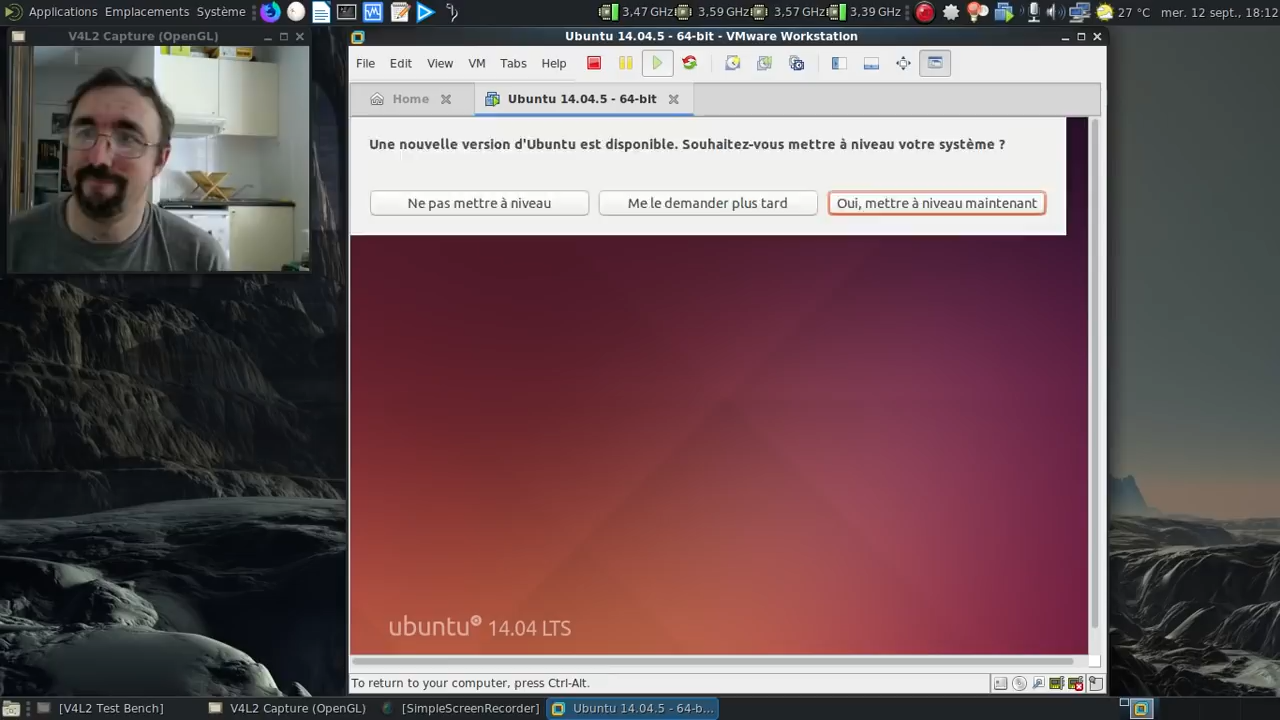 Applications Emplacements Système
3,47 GHz 3,59 GHz 3,57 GHz 3,39 GHz
27 °C mer. 12 sept., 18:12
V4L2 Capture (OpenGL)
Ubuntu 14.04.5 - 64-bit - VMware Workstation
File Edit View VM Tabs Help
Home
Ubuntu 14.04.5 - 64-bit
Une nouvelle version d'Ubuntu est disponible. Souhaitez-vous mettre à niveau votre système ?
Ne pas mettre à niveau
Me le demander plus tard
Oui, mettre à niveau maintenant
ubuntu 14.04 LTS
To return to your computer, press Ctrl-Alt.
[V4L2 Test Bench]
V4L2 Capture (OpenGL)
[SimpleScreenRecorder]
Ubuntu 14.04.5 - 64-b...